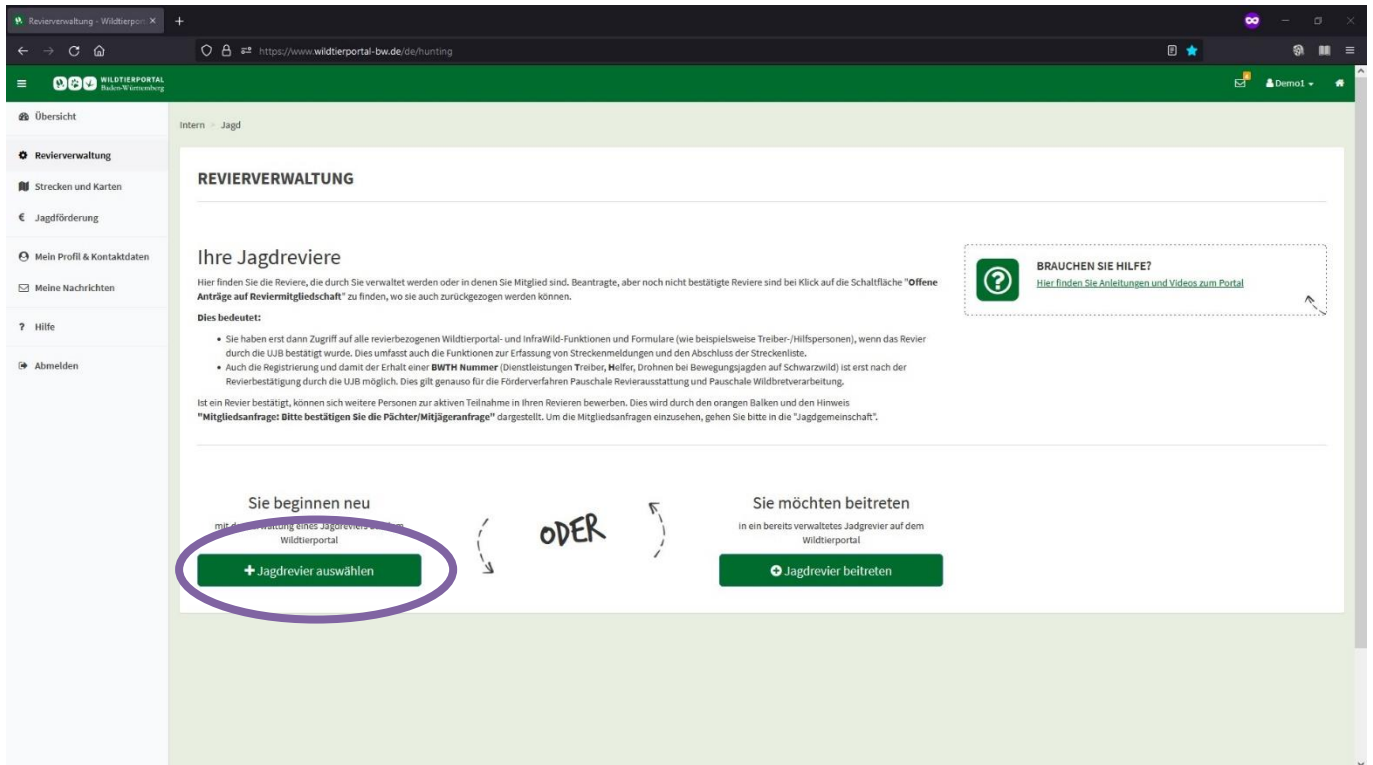 Revierverwaltung - Wildtierpor
https://www.wildtierportal-bw.de/de/hunting
WILDTIERPORTAL
Baden-Württemberg
Demo1
Übersicht
Revierverwaltung
Strecken und Karten
€ Jagdförderung
Mein Profil & Kontaktdaten
Meine Nachrichten
? Hilfe
Abmelden
Intern > Jagd
REVIERVERWALTUNG
Ihre Jagdreviere
Hier finden Sie die Reviere, die durch Sie verwaltet werden oder in denen Sie Mitglied sind. Beantragte, aber noch nicht bestätigte Reviere sind bei Klick auf die Schaltfläche "Offene
Anträge auf Reviermitgliedschaft" zu finden, wo sie auch zurückgezogen werden können.
Dies bedeutet:
• Sie haben erst dann Zugriff auf alle revierbezogenen Wildtierportal- und InfraWild-Funktionen und Formulare (wie beispielsweise Treiber-/Hilfspersonen), wenn das Revier
durch die UJB bestätigt wurde. Dies umfasst auch die Funktionen zur Erfassung von Streckenmeldungen und den Abschluss der Streckenliste.
• Auch die Registrierung und damit der Erhalt einer BWTH Nummer (Dienstleistungen Treiber, Helfer, Drohnen bei Bewegungsjagden auf Schwarzwild) ist erst nach der
Revierbestätigung durch die UJB möglich. Dies gilt genauso für die Förderverfahren Pauschale Revierausstattung und Pauschale Wildbretverarbeitung.
Ist ein Revier bestätigt, können sich weitere Personen zur aktiven Teilnahme in Ihren Revieren bewerben. Dies wird durch den orangen Balken und den Hinweis
"Mitgliedsanfrage: Bitte bestätigen Sie die Pächter/Mitjägeranfrage" dargestellt. Um die Mitgliedsanfragen einzusehen, gehen Sie bitte in die "Jagdgemeinschaft".
BRAUCHEN SIE HILFE?
Hier finden Sie Anleitungen und Videos zum Portal
Sie beginnen neu
eines Jagdreviers
Wildtierportal
+ Jagdrevier auswählen
ODER
Sie möchten beitreten
in ein bereits verwaltetes Jadgrevier auf dem
Wildtierportal
Jagdrevier beitreten